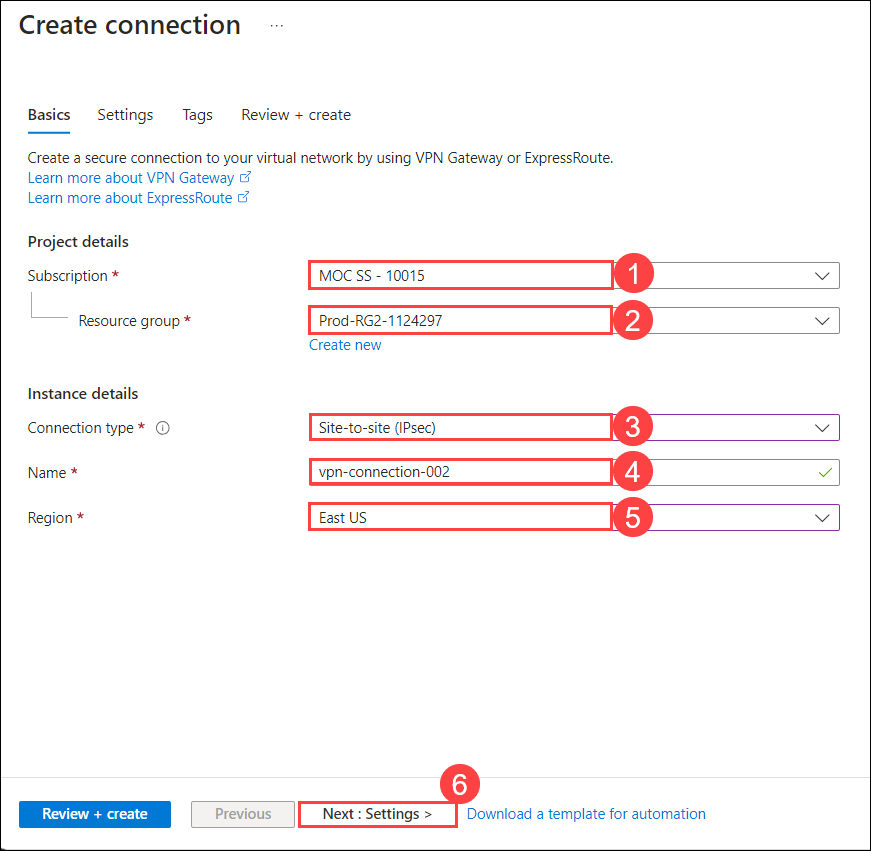 Create connection ...
Basics Settings Tags Review + create
Create a secure connection to your virtual network by using VPN Gateway or ExpressRoute.
Learn more about VPN Gateway
Learn more about ExpressRoute
Project details
Subscription * MOC SS - 10015 1
Resource group * Prod-RG2-1124297 2
Create new
Instance details
Connection type * Site-to-site (IPsec) 3
Name * vpn-connection-002 4
Region * East US 5
6
Review + create Previous Next : Settings > Download a template for automation